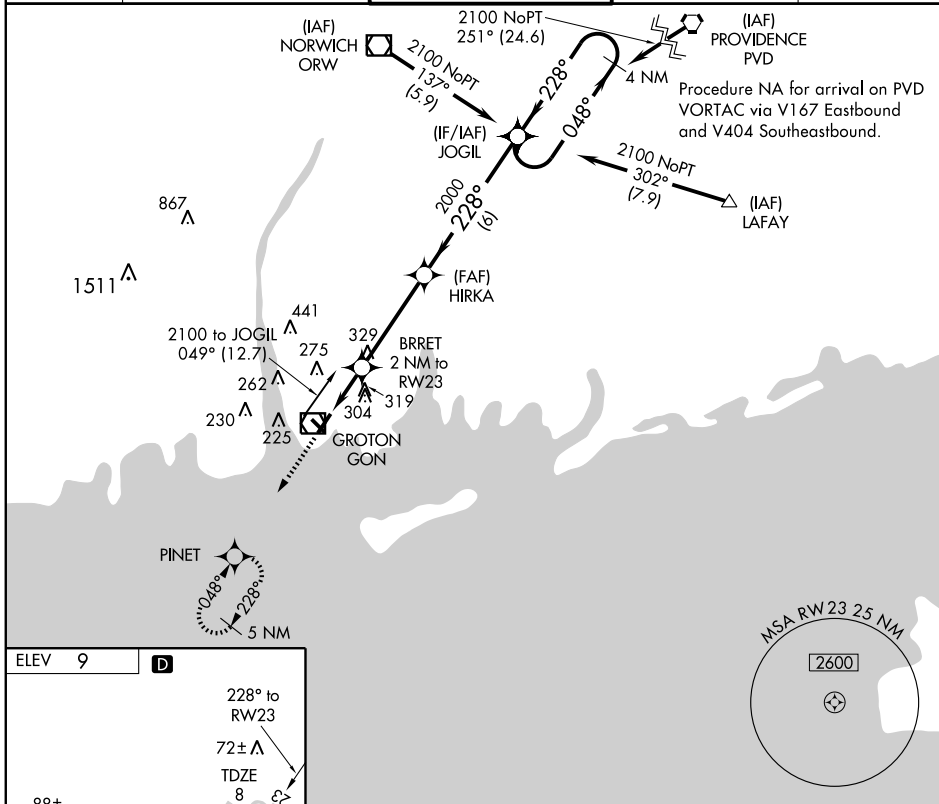 (IAF)
NORWICH
ORW
2100 NoPT
137°
(5.9)
2100 NoPT
251° (24.6)
(IAF)
PROVIDENCE
PVD
4 NM
228°
048°
Procedure NA for arrival on PVD
VORTAC via V167 Eastbound
and V404 Southeastbound.
(IF/IAF)
JOGIL
2100 NoPT
302°
(7.9)
(IAF)
LAFAY
2000
228°
(6)
867
1511
(FAF)
HIRKA
441
2100 to JOGIL
049° (12.7)
275
329
BRRET
2 NM to
RW23
262
319
304
230
225
GROTON
GON
PINET
048°
228°
5 NM
MSA RW 23 25 NM
2600
ELEV 9
D
228° to
RW23
72±
TDZE
8
23